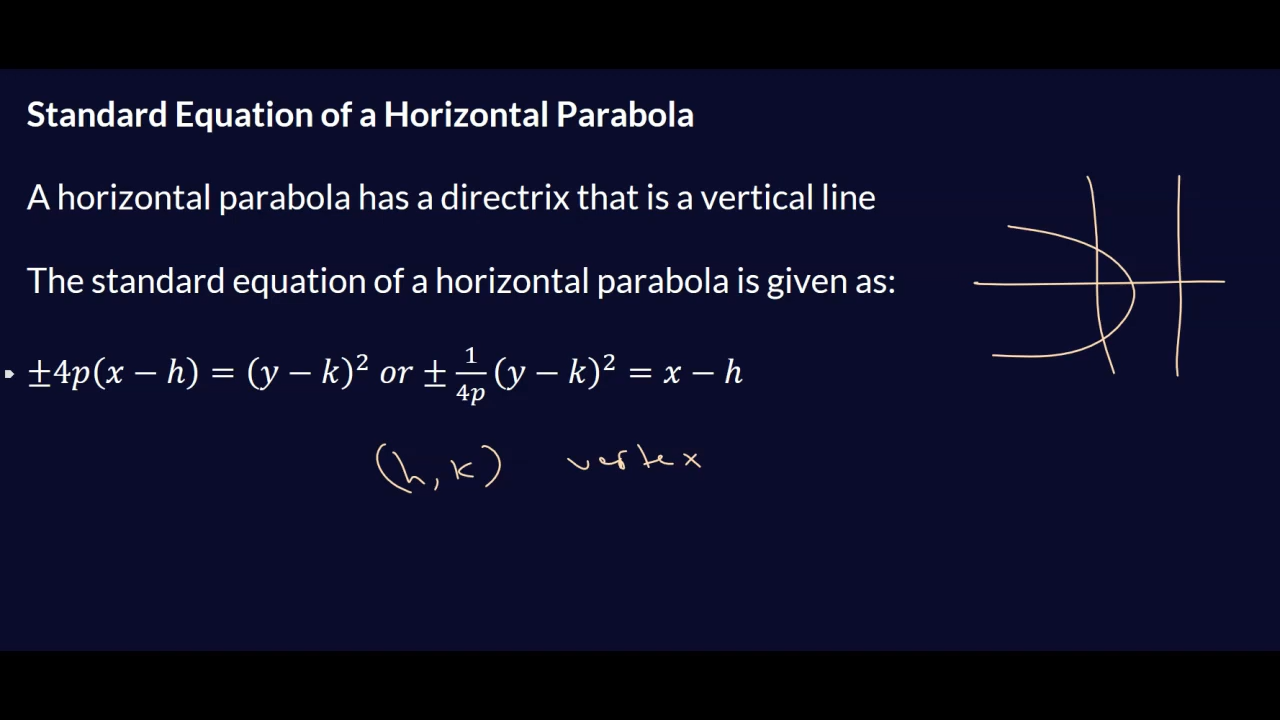 Standard Equation of a Horizontal Parabola
A horizontal parabola has a directrix that is a vertical line
The standard equation of a horizontal parabola is given as:
±4p(x − h) = (y − k)² or ± 1/4p (y − k)² = x − h
(h, k) vertex